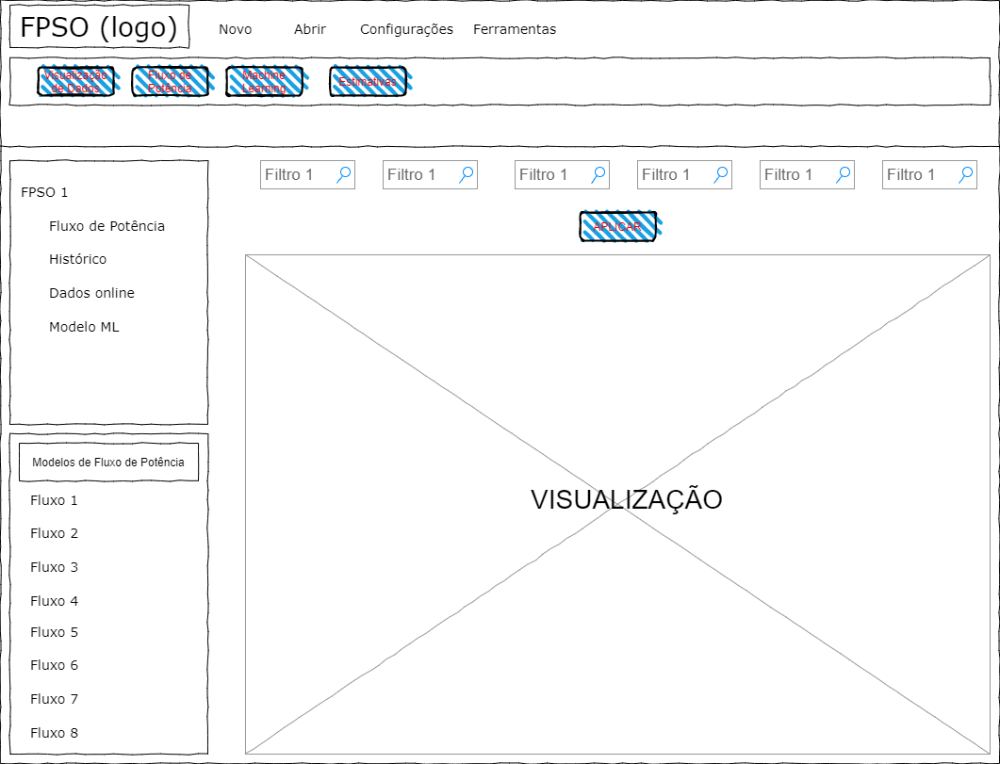 FPSO (logo)
Novo
Abrir
Configurações
Ferramentas
Visualização
de Dados
Fluxo de
Potência
Machine
Learning
Estimativas
FPSO 1
Fluxo de Potência
Histórico
Dados online
Modelo ML
Filtro 1
Filtro 1
Filtro 1
Filtro 1
Filtro 1
Filtro 1
APLICAR
VISUALIZAÇÃO
Modelos de Fluxo de Potência
Fluxo 1
Fluxo 2
Fluxo 3
Fluxo 4
Fluxo 5
Fluxo 6
Fluxo 7
Fluxo 8